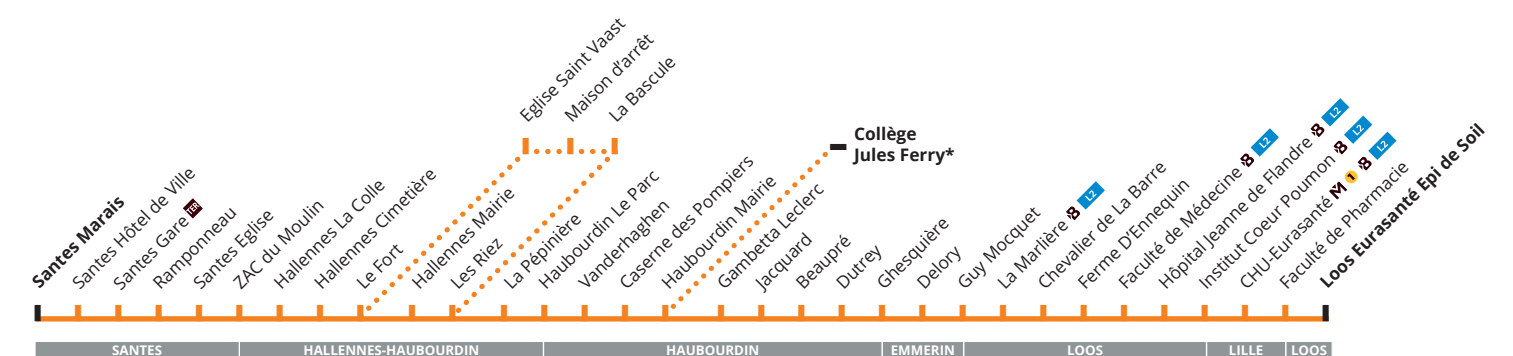 Eglise Saint Vaast
Maison d'arrêt
La Bascule
Collège
Jules Ferry*
Santes Marais
Santes Hôtel de Ville
Santes Gare TER
Ramponneau
Santes Eglise
ZAC du Moulin
Hallennes La Colle
Hallennes Cimetière
Le Fort
Hallennes Mairie
Les Riez
La Pépinière
Haubourdin Le Parc
Vanderhaghen
Caserne des Pompiers
Haubourdin Mairie
Gambetta Leclerc
Jacquard
Beaupré
Dutrey
Ghesquière
Delory
Guy Mocquet
La Marlière B L2
Chevalier de La Barre
Ferme D'Ennequin
Faculté de Médecine B L2
Hôpital Jeanne de Flandre B L2
Institut Coeur Poumon B L2
CHU-Eurasanté M 1 B L2
Faculté de Pharmacie
Loos Eurasanté Epi de Soil
SANTES HALLENNES-HAUBOURDIN HAUBOURDIN EMMERIN LOOS LILLE LOOS